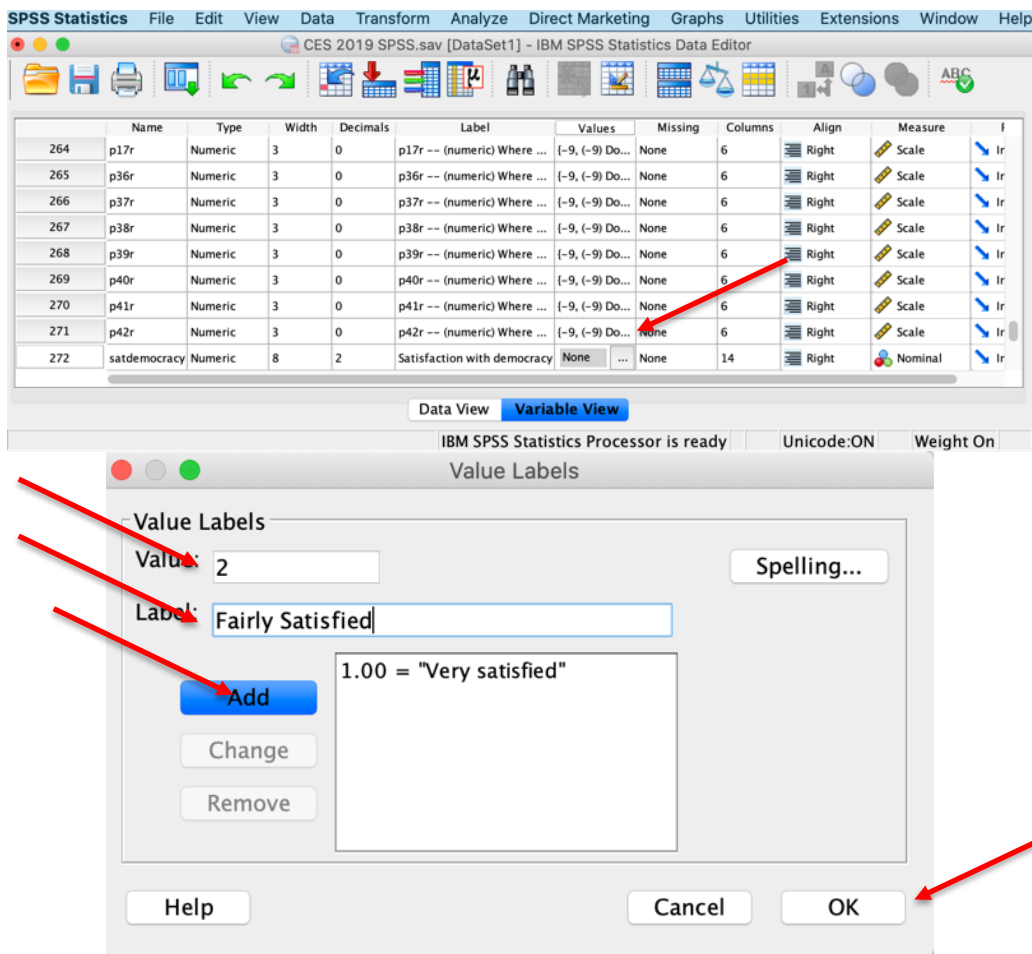 SPSS Statistics File Edit View Data Transform Analyze Direct Marketing Graphs Utilities Extensions Window Help
CES 2019 SPSS.sav [DataSet1] - IBM SPSS Statistics Data Editor
Name Type Width Decimals Label Values Missing Columns Align Measure
264 p17r Numeric 3 0 p17r -- (numeric) Where ... {-9, (-9) Do... None 6 Right Scale
265 p36r Numeric 3 0 p36r -- (numeric) Where ... {-9, (-9) Do... None 6 Right Scale
266 p37r Numeric 3 0 p37r -- (numeric) Where ... {-9, (-9) Do... None 6 Right Scale
267 p38r Numeric 3 0 p38r -- (numeric) Where ... {-9, (-9) Do... None 6 Right Scale
268 p39r Numeric 3 0 p39r -- (numeric) Where ... {-9, (-9) Do... None 6 Right Scale
269 p40r Numeric 3 0 p40r -- (numeric) Where ... {-9, (-9) Do... None 6 Right Scale
270 p41r Numeric 3 0 p41r -- (numeric) Where ... {-9, (-9) Do... None 6 Right Scale
271 p42r Numeric 3 0 p42r -- (numeric) Where ... {-9, (-9) Do... None 6 Right Scale
272 satdemocracy Numeric 8 2 Satisfaction with democracy None ... None 14 Right Nominal
Data View Variable View
IBM SPSS Statistics Processor is ready Unicode:ON Weight On
Value Labels
Value Labels
Value: 2
Spelling...
Label: Fairly Satisfied
1.00 = "Very satisfied"
Add
Change
Remove
Help Cancel OK